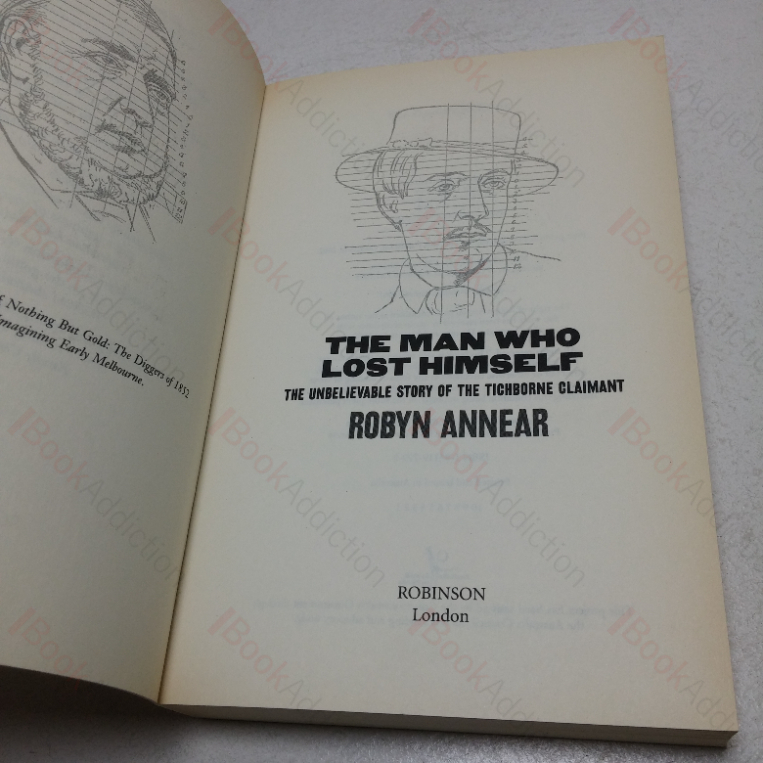 f Nothing But Gold: The Diggers of 1852
Imagining Early Melbourne.
THE MAN WHO
LOST HIMSELF
THE UNBELIEVABLE STORY OF THE TICHBORNE CLAIMANT
ROBYN ANNEAR
ROBINSON
London
BookAddiction